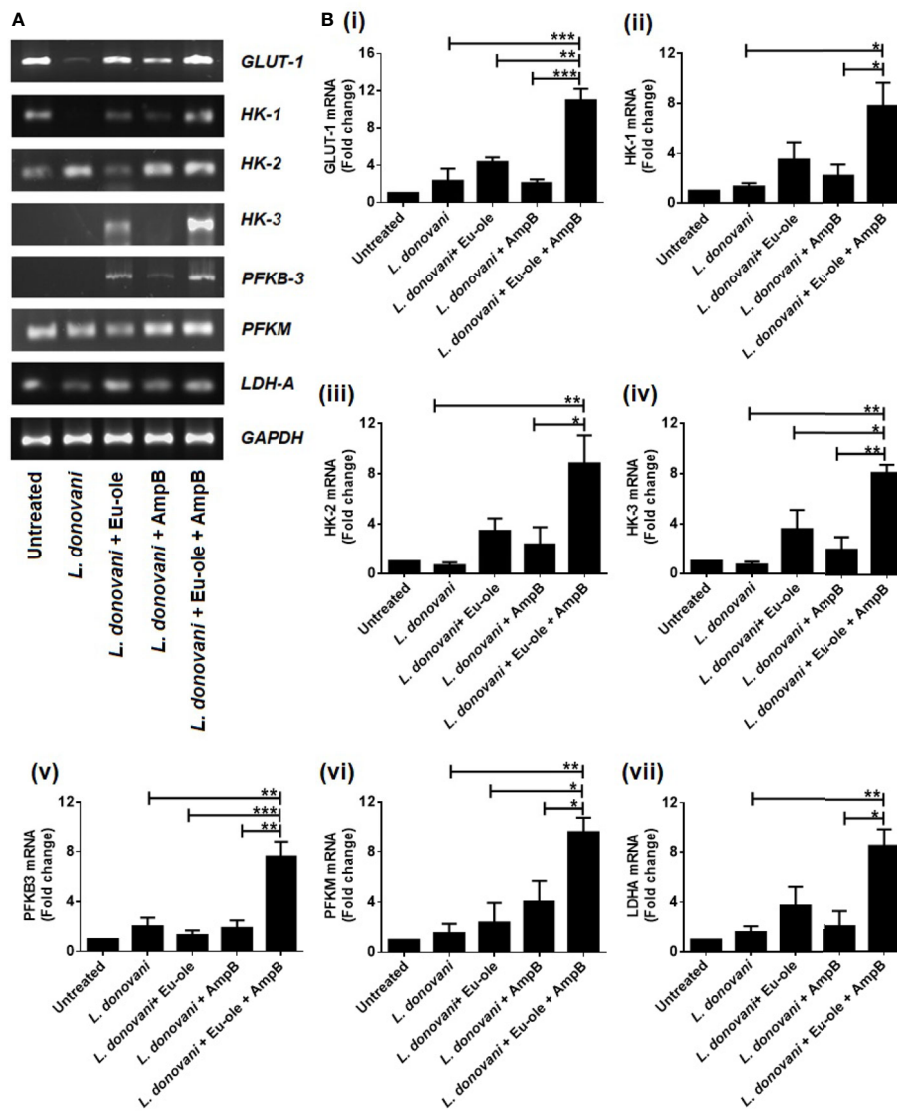 A
GLUT-1
HK-1
HK-2
HK-3
PFKB-3
PFKM
LDH-A
GAPDH
Untreated
L. donovani
L. donovani + Eu-ole
L. donovani + AmpB
L. donovani + Eu-ole + AmpB
B (i)
***
**
***
16
12
8
4
0
GLUT-1 mRNA
(Fold change)
Untreated
L. donovani
L. donovani+ Eu-ole
L. donovani + AmpB
L. donovani + Eu-ole + AmpB
(ii)
*
*
12
8
4
0
HK-1 mRNA
(Fold change)
Untreated
L. donovani
L. donovani+ Eu-ole
L. donovani + AmpB
L. donovani + Eu-ole + AmpB
(iii)
**
*
12
8
4
0
HK-2 mRNA
(Fold change)
Untreated
L. donovani
L. donovani+ Eu-ole
L. donovani + AmpB
L. donovani + Eu-ole + AmpB
(iv)
**
*
**
12
8
4
0
HK-3 mRNA
(Fold change)
Untreated
L. donovani
L. donovani+ Eu-ole
L. donovani + AmpB
L. donovani + Eu-ole + AmpB
(v)
**
***
**
12
8
4
0
PFKB3 mRNA
(Fold change)
Untreated
L. donovani
L. donovani+ Eu-ole
L. donovani + AmpB
L. donovani + Eu-ole + AmpB
(vi)
**
*
*
12
8
4
0
PFKM mRNA
(Fold change)
Untreated
L. donovani
L. donovani+ Eu-ole
L. donovani + AmpB
L. donovani + Eu-ole + AmpB
(vii)
**
*
12
8
4
0
LDHA mRNA
(Fold change)
Untreated
L. donovani
L. donovani+ Eu-ole
L. donovani + AmpB
L. donovani + Eu-ole + AmpB